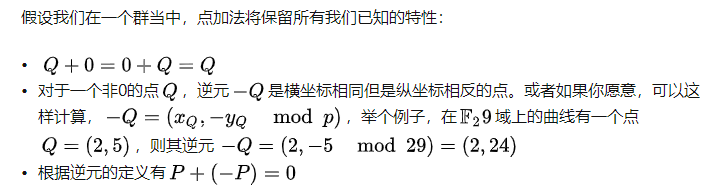 假设我们在一个群当中，点加法将保留所有我们已知的特性：
• Q + 0 = 0 + Q = Q
• 对于一个非0的点 Q ，逆元 −Q 是横坐标相同但是纵坐标相反的点。或者如果你愿意，可以这
样计算， −Q = (x_Q, −y_Q mod p) ，举个例子，在 𝔽₂9 域上的曲线有一个点
Q = (2, 5) ，则其逆元 −Q = (2, −5 mod 29) = (2, 24)
• 根据逆元的定义有 P + (−P) = 0